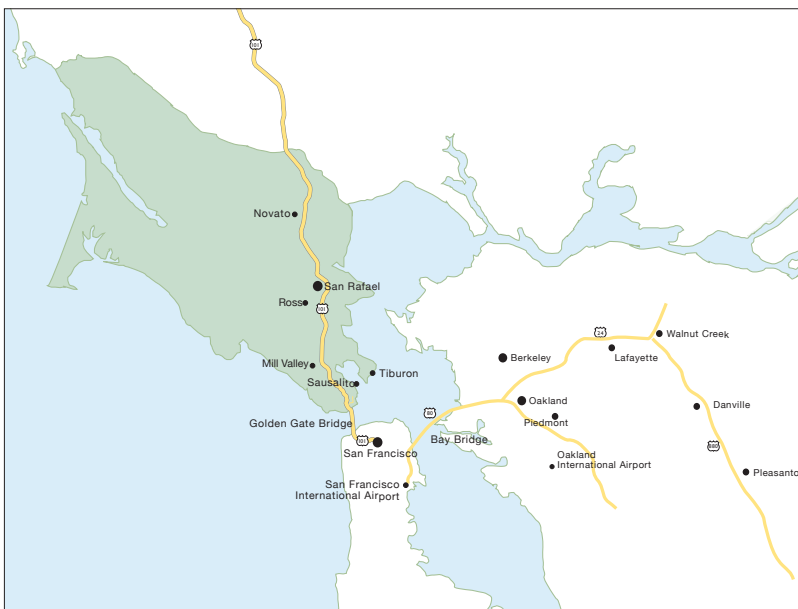 101
Novato
San Rafael
Ross
101
24
Walnut Creek
Lafayette
Berkeley
Mill Valley
Tiburon
Sausalito
Oakland
Danville
80
Piedmont
Golden Gate Bridge
101
Bay Bridge
San Francisco
680
Oakland
International Airport
Pleasanto
San Francisco
International Airport